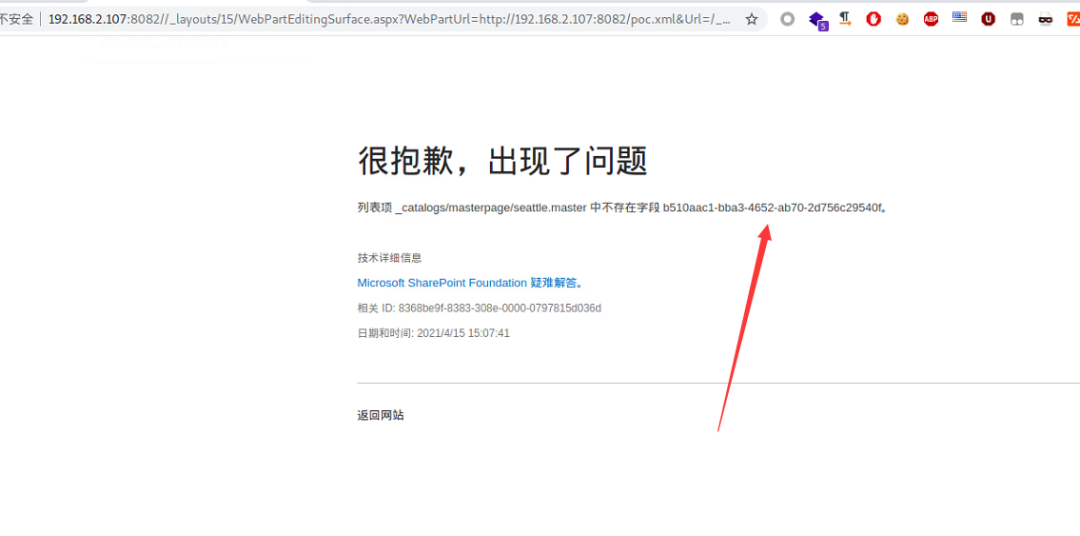 不安全 192.168.2.107:8082//_layouts/15/WebPartEditingSurface.aspx?WebPartUrl=http://192.168.2.107:8082/poc.xml&Url=/_...
5
ABP
很抱歉，出现了问题
列表项 _catalogs/masterpage/seattle.master 中不存在字段 b510aac1-bba3-4652-ab70-2d756c29540f。
技术详细信息
Microsoft SharePoint Foundation 疑难解答。
相关 ID: 8368be9f-8383-308e-0000-0797815d036d
日期和时间: 2021/4/15 15:07:41
返回网站